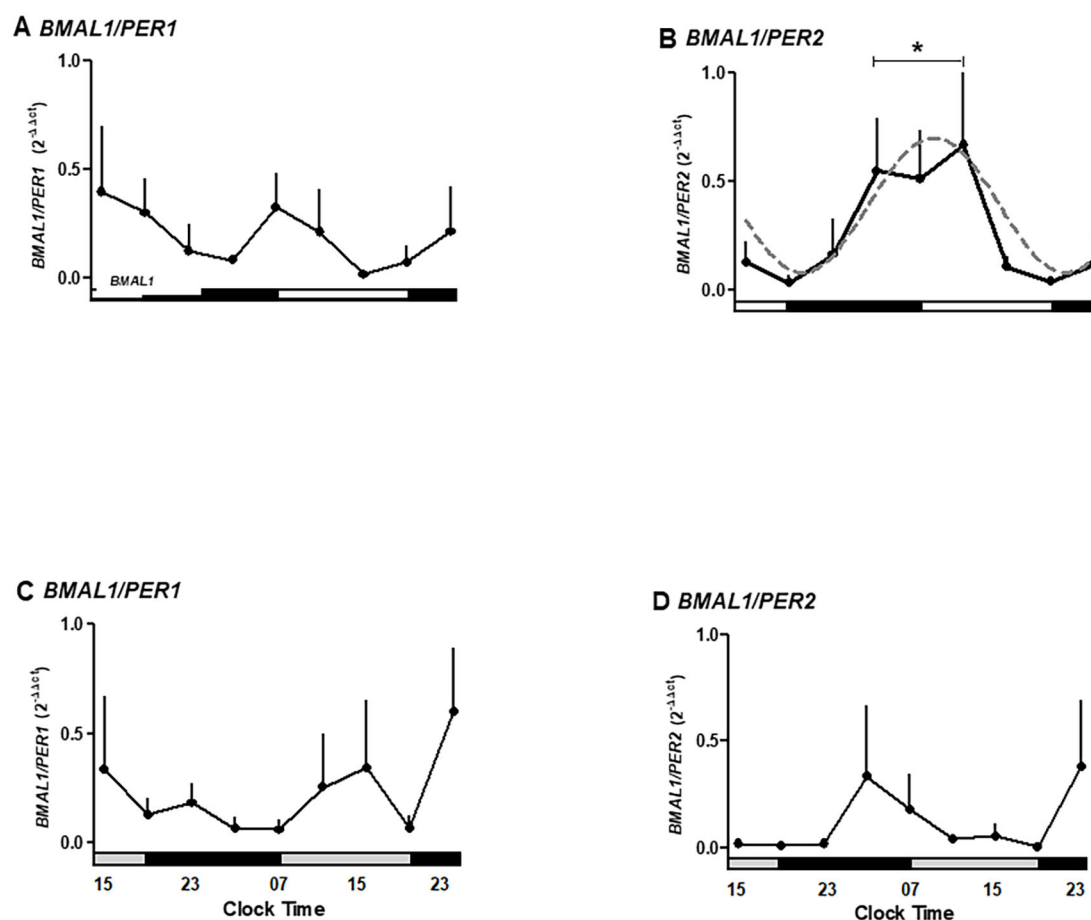 A BMAL1/PER1
BMAL1/PER1 (2^-ΔΔct)
1.0
0.5
0.0
BMAL1
B BMAL1/PER2
*
BMAL1/PER2 (2^-ΔΔct)
1.0
0.5
0.0
C BMAL1/PER1
BMAL1/PER1 (2^-ΔΔct)
1.0
0.5
0.0
15 23 07 15 23
Clock Time
D BMAL1/PER2
BMAL1/PER2 (2^-ΔΔct)
1.0
0.5
0.0
15 23 07 15 23
Clock Time